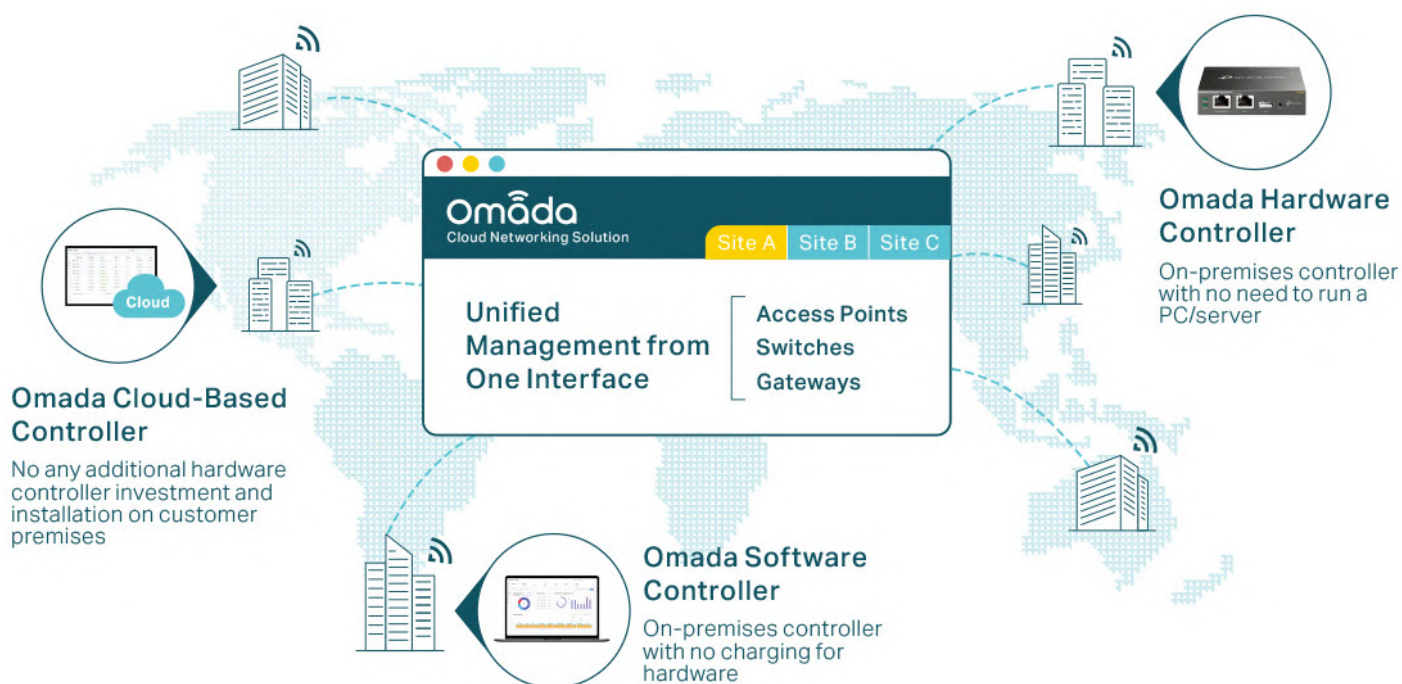 Omada
Cloud Networking Solution
Site A
Site B
Site C
Unified
Management from
One Interface
Access Points
Switches
Gateways
Omada Hardware
Controller
On-premises controller
with no need to run a
PC/server
Cloud
Omada Cloud-Based
Controller
No any additional hardware
controller investment and
installation on customer
premises
Omada Software
Controller
On-premises controller
with no charging for
hardware